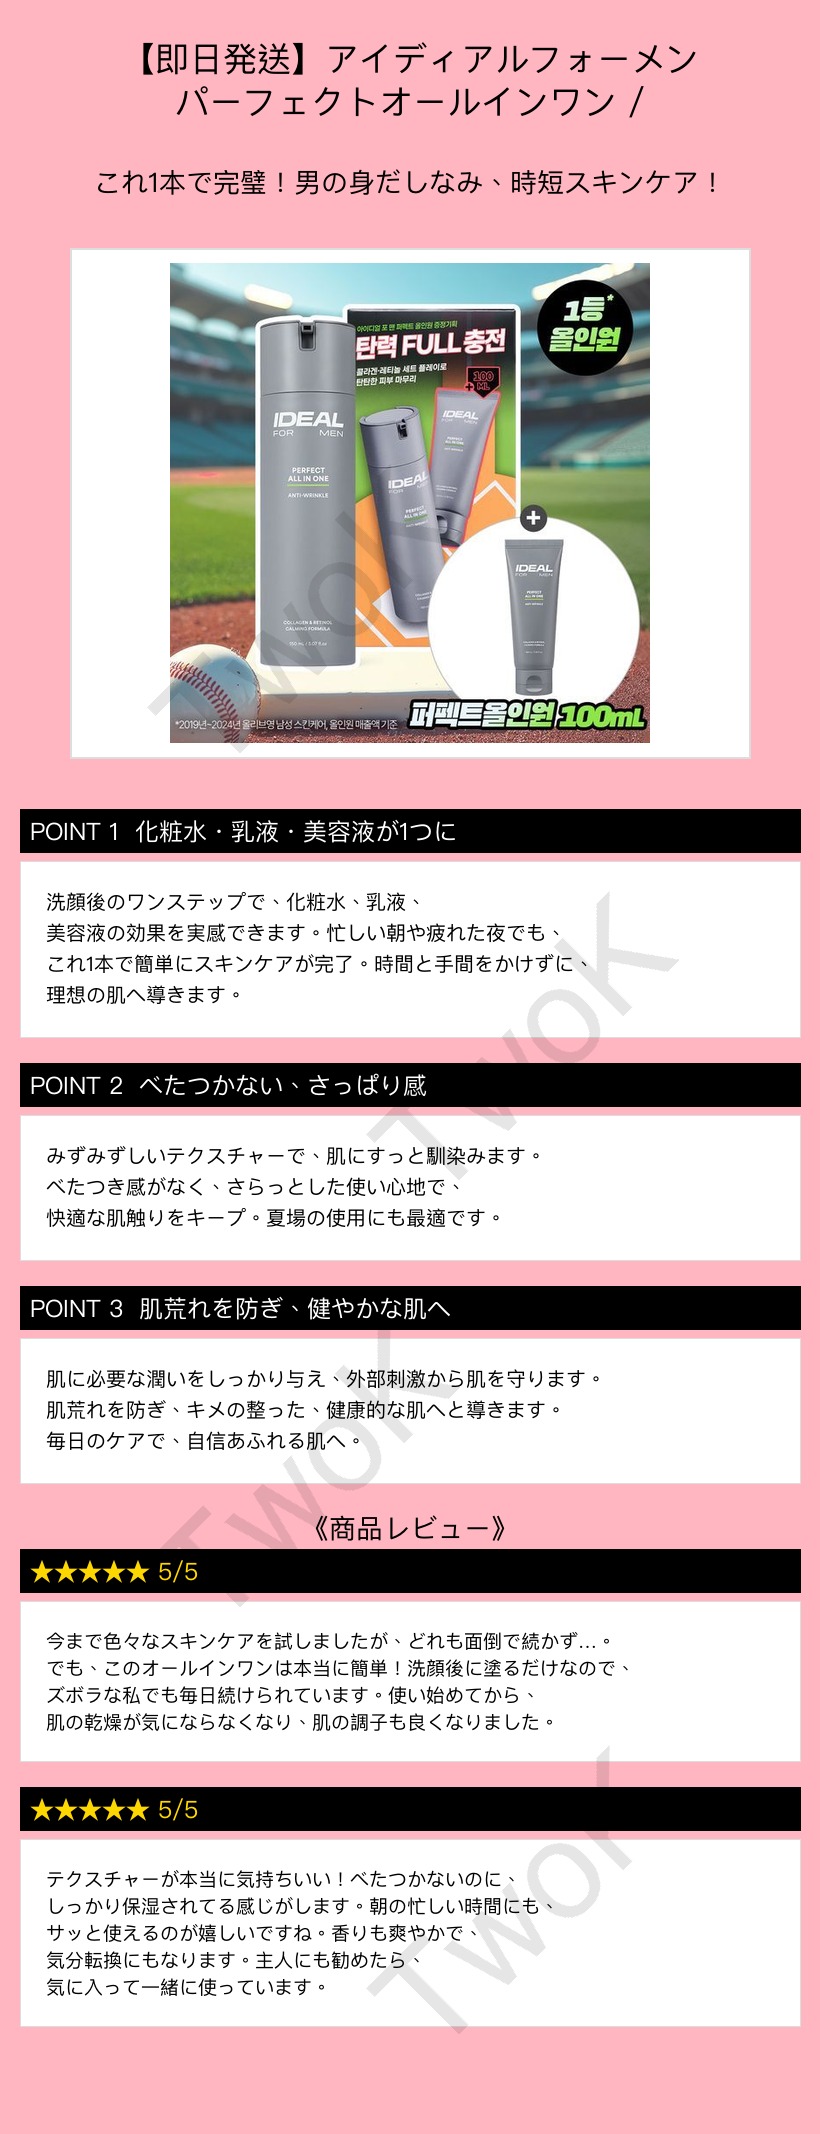 【即日発送】アイディアルフォーメン
パーフェクトオールインワン /
これ1本で完璧！男の身だしなみ、時短スキンケア！
1등*
올인원
아이디얼 포 맨 퍼펙트 올인원 증정기획
탄력 FULL 충전
콜라겐·레티놀 세트 플레이로
탄탄한 피부 마무리
+100
ML
IDEAL
FOR MEN
PERFECT
ALL IN ONE
ANTI-WRINKLE
COLLAGEN & RETINOL
CALMING FORMULA
150 mL / 5.07 fl.oz
IDEAL
FOR MEN
PERFECT
ALL IN ONE
ANTI-WRINKLE
IDEAL
FOR MEN
PERFECT
ALL IN ONE
ANTI-WRINKLE
+
IDEAL
FOR MEN
PERFECT
ALL IN ONE
ANTI-WRINKLE
퍼펙트올인원 100mL
*2019년~2024년 올리브영 남성 스킨케어, 올인원 매출액 기준
TwoK
POINT 1 化粧水・乳液・美容液が1つに
洗顔後のワンステップで、化粧水、乳液、
美容液の効果を実感できます。忙しい朝や疲れた夜でも、
これ1本で簡単にスキンケアが完了。時間と手間をかけずに、
理想の肌へ導きます。
TwoK
POINT 2 べたつかない、さっぱり感
みずみずしいテクスチャーで、肌にすっと馴染みます。
べたつき感がなく、さらっとした使い心地で、
快適な肌触りをキープ。夏場の使用にも最適です。
POINT 3 肌荒れを防ぎ、健やかな肌へ
肌に必要な潤いをしっかり与え、外部刺激から肌を守ります。
肌荒れを防ぎ、キメの整った、健康的な肌へと導きます。
毎日のケアで、自信あふれる肌へ。
TwoK
《商品レビュー》
★★★★★ 5/5
今まで色々なスキンケアを試しましたが、どれも面倒で続かず…。
でも、このオールインワンは本当に簡単！洗顔後に塗るだけなので、
ズボラな私でも毎日続けられています。使い始めてから、
肌の乾燥が気にならなくなり、肌の調子も良くなりました。
★★★★★ 5/5
テクスチャーが本当に気持ちいい！べたつかないのに、
しっかり保湿されてる感じがします。朝の忙しい時間にも、
サッと使えるのが嬉しいですね。香りも爽やかで、
気分転換にもなります。主人にも勧めたら、
気に入って一緒に使っています。
TwoK